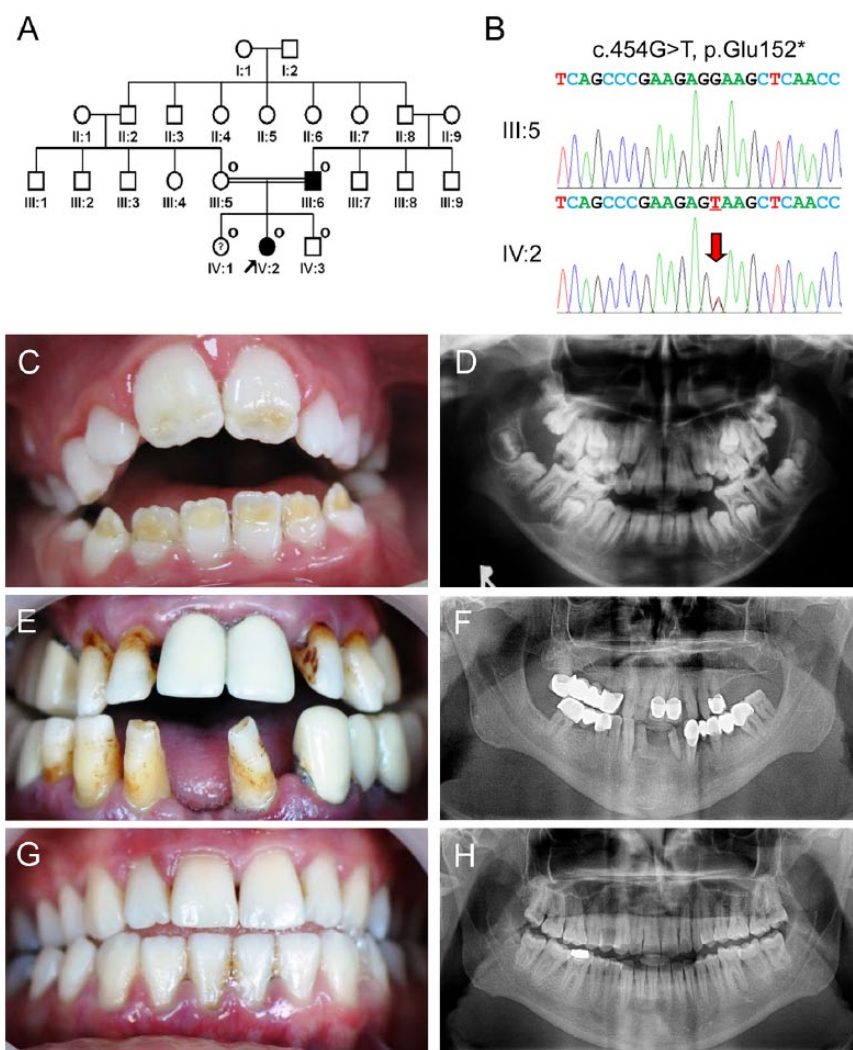 A
I:1 I:2
II:1 II:2 II:3 II:4 II:5 II:6 II:7 II:8 II:9
O O
III:1 III:2 III:3 III:4 III:5 III:6 III:7 III:8 III:9
? O O O
IV:1 IV:2 IV:3
B
c.454G>T, p.Glu152*
TCAGCCCGAAGAGGAAGCTCAACC
III:5
TCAGCCCGAAGAGTAAGCTCAACC
IV:2
C
D
R
E
F
G
H